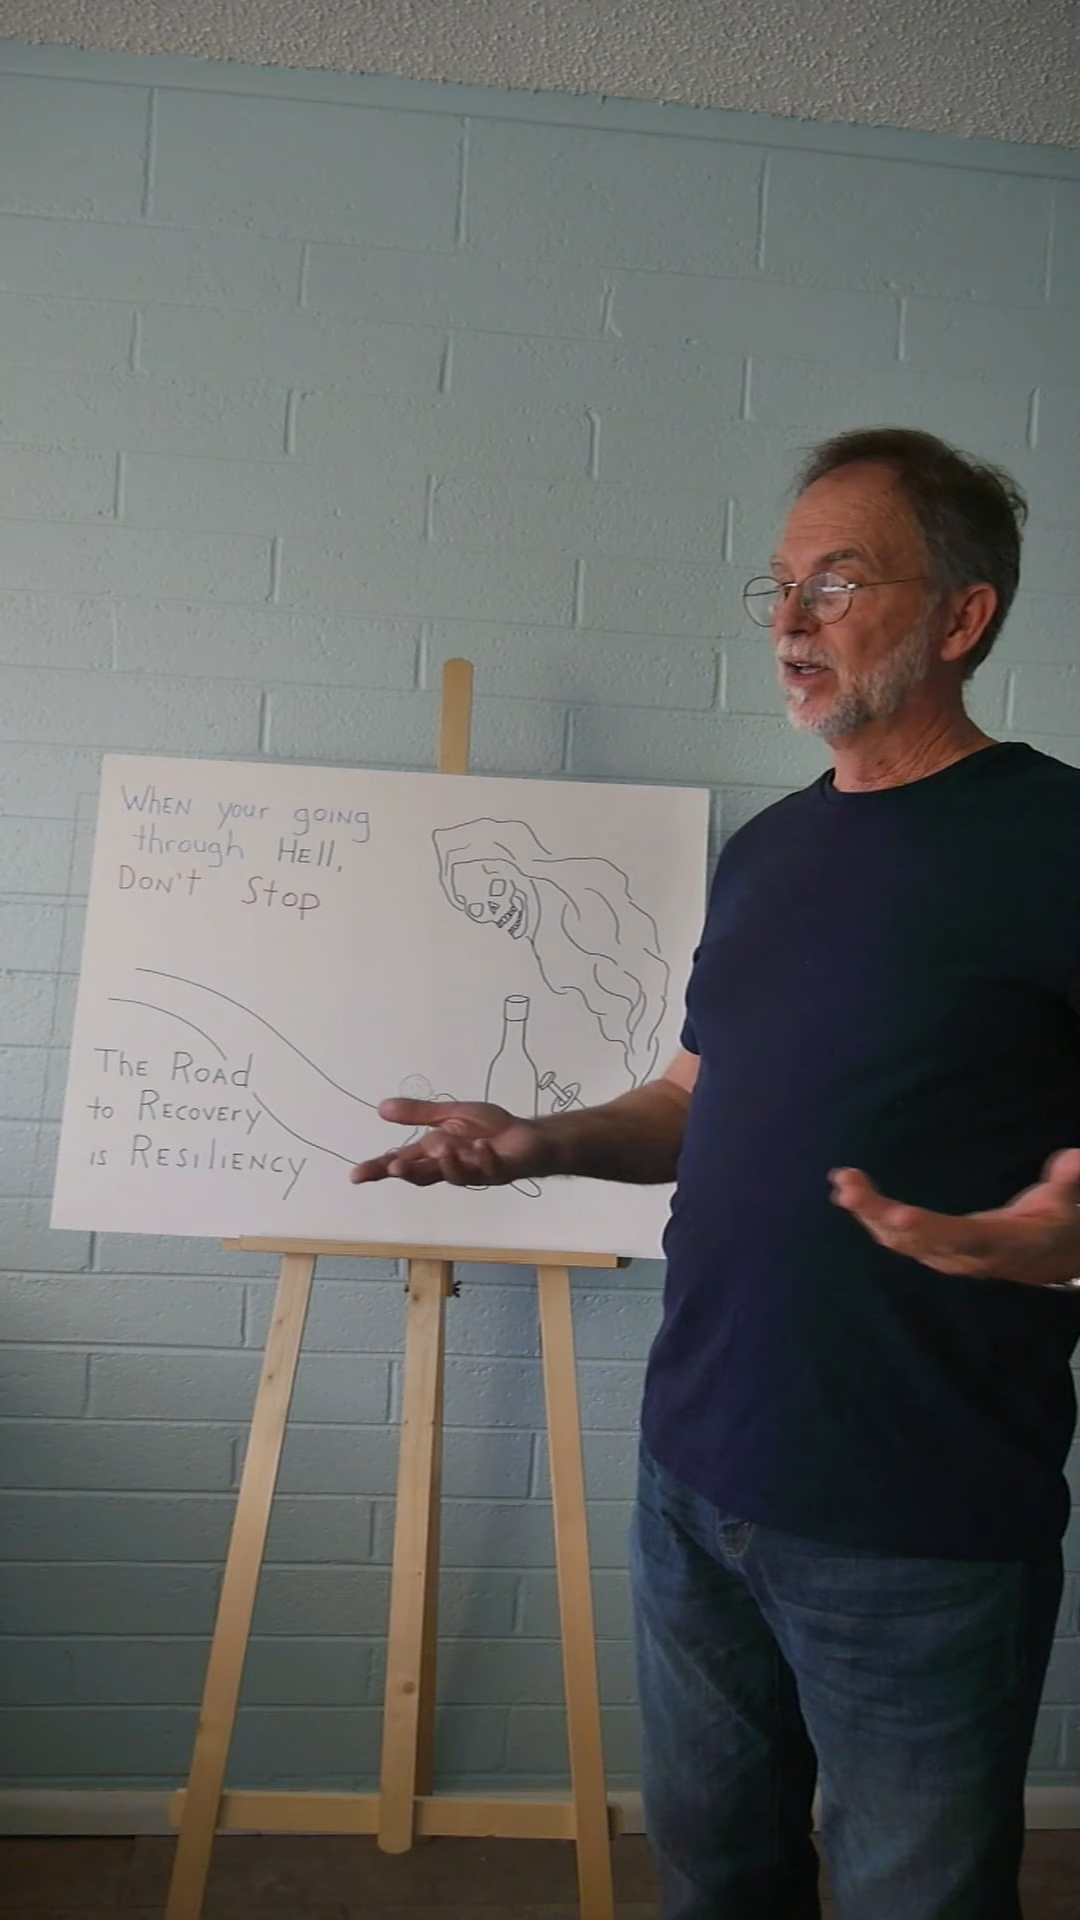 WHEN your going
through HEll,
DON'T Stop
The ROAD
to RECOVERY
is RESiliENCY